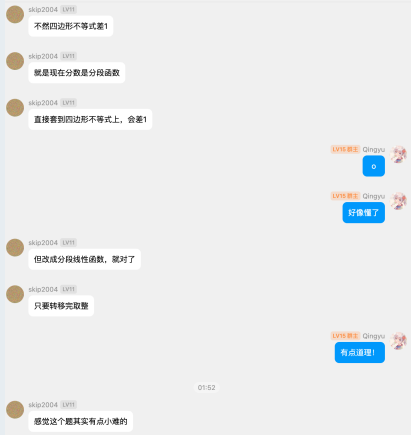 skip2004 LV11
不然四边形不等式差1
skip2004 LV11
就是现在分数是分段函数
skip2004 LV11
直接套到四边形不等式上，会差1
LV15 群主 Qingyu
o
LV15 群主 Qingyu
好像懂了
skip2004 LV11
但改成分段线性函数，就对了
skip2004 LV11
只要转移完取整
LV15 群主 Qingyu
有点道理！
01:52
skip2004 LV11
感觉这个题其实有点小难的